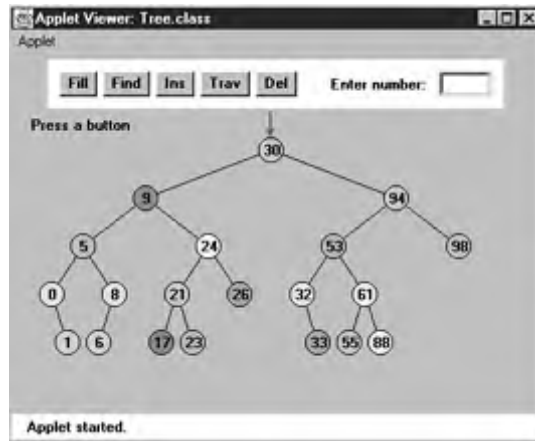 Applet Viewer: Tree.class
Applet
Fill Find Ins Trav Del Enter number:
Press a button
30
9 94
5 24 53 98
0 8 21 26 32 61
1 6 17 23 33 55 88
Applet started.